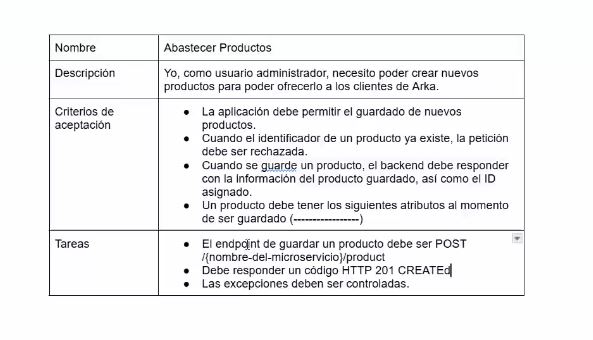 Nombre
Abastecer Productos
Descripción
Yo, como usuario administrador, necesito poder crear nuevos
productos para poder ofrecerlo a los clientes de Arka.
Criterios de
aceptación
● La aplicación debe permitir el guardado de nuevos
productos.
● Cuando el identificador de un producto ya existe, la petición
debe ser rechazada.
● Cuando se guarde un producto, el backend debe responder
con la información del producto guardado, así como el ID
asignado.
● Un producto debe tener los siguientes atributos al momento
de ser guardado (-----------------)
Tareas
● El endpoint de guardar un producto debe ser POST
/{nombre-del-microservicio}/product
● Debe responder un código HTTP 201 CREATEd
● Las excepciones deben ser controladas.